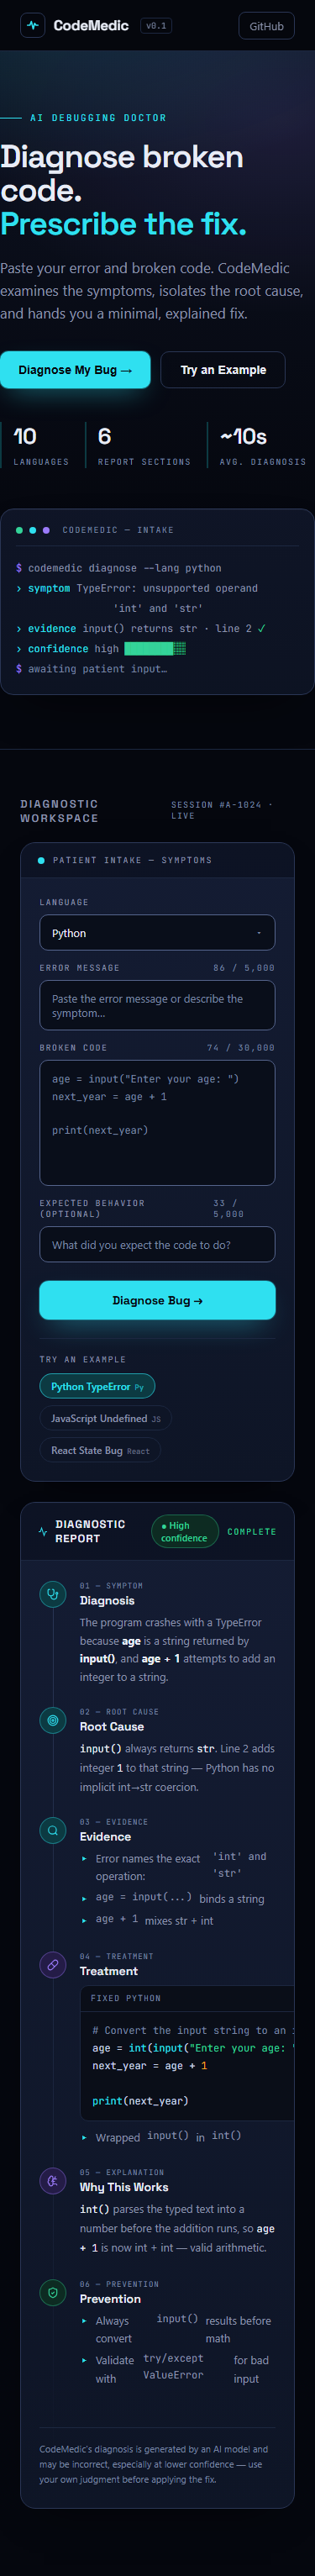 CodeMedic v0.1 GitHub
AI DEBUGGING DOCTOR
Diagnose broken
code.
Prescribe the fix.
Paste your error and broken code. CodeMedic
examines the symptoms, isolates the root cause,
and hands you a minimal, explained fix.
Diagnose My Bug → Try an Example
10 6 ~10s
LANGUAGES REPORT SECTIONS AVG. DIAGNOSIS
CODEMEDIC — INTAKE
$ codemedic diagnose --lang python
› symptom TypeError: unsupported operand
'int' and 'str'
› evidence input() returns str · line 2 ✓
› confidence high ████████▒▒
$ awaiting patient input…
DIAGNOSTIC
WORKSPACE
SESSION #A-1024 ·
LIVE
PATIENT INTAKE — SYMPTOMS
LANGUAGE
Python
ERROR MESSAGE 86 / 5,000
Paste the error message or describe the
symptom…
BROKEN CODE 74 / 30,000
age = input("Enter your age: ")
next_year = age + 1
print(next_year)
EXPECTED BEHAVIOR
(OPTIONAL)
33 /
5,000
What did you expect the code to do?
Diagnose Bug →
TRY AN EXAMPLE
Python TypeError Py
JavaScript Undefined JS
React State Bug React
DIAGNOSTIC
REPORT
● High
confidence
COMPLETE
01 — SYMPTOM
Diagnosis
The program crashes with a TypeError
because age is a string returned by
input(), and age + 1 attempts to add an
integer to a string.
02 — ROOT CAUSE
Root Cause
input() always returns str. Line 2 adds
integer 1 to that string — Python has no
implicit int→str coercion.
03 — EVIDENCE
Evidence
▸ Error names the exact operation: 'int' and 'str'
▸ age = input(...) binds a string
▸ age + 1 mixes str + int
04 — TREATMENT
Treatment
FIXED PYTHON
# Convert the input string to an i
age = int(input("Enter your age: "
next_year = age + 1
print(next_year)
▸ Wrapped input() in int()
05 — EXPLANATION
Why This Works
int() parses the typed text into a
number before the addition runs, so age
+ 1 is now int + int — valid arithmetic.
06 — PREVENTION
Prevention
▸ Always convert input() results before math
▸ Validate with try/except ValueError for bad input
CodeMedic's diagnosis is generated by an AI model and
may be incorrect, especially at lower confidence — use
your own judgment before applying the fix.